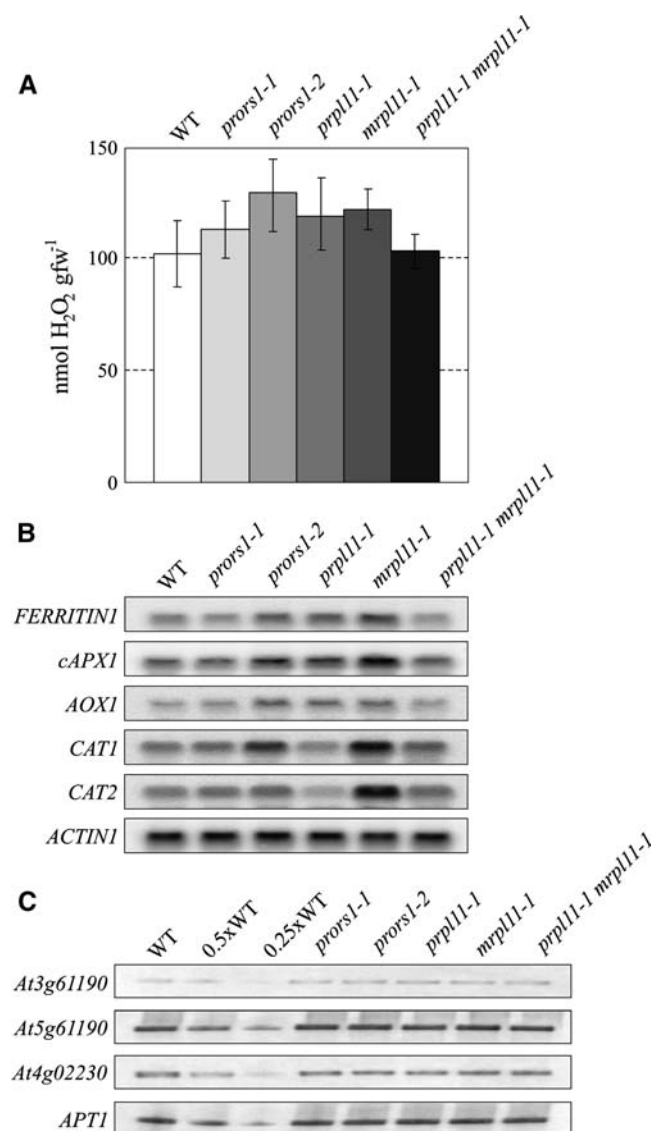 A
WT prors1-1 prors1-2 prpl11-1 mrpl11-1 prpl11-1 mrpl11-1
150
100
50
0
nmol H₂O₂ gfw⁻¹
B
WT prors1-1 prors1-2 prpl11-1 mrpl11-1 prpl11-1 mrpl11-1
FERRITIN1
cAPX1
AOX1
CAT1
CAT2
ACTIN1
C
WT 0.5xWT 0.25xWT prors1-1 prors1-2 prpl11-1 mrpl11-1 prpl11-1 mrpl11-1
At3g61190
At5g61190
At4g02230
APT1